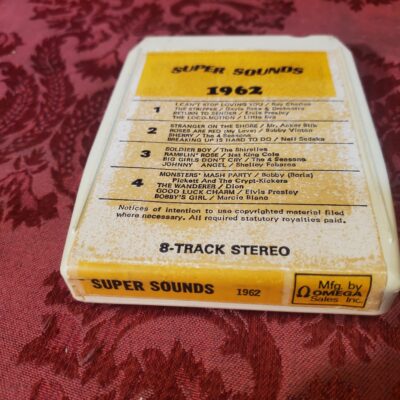 SUPER SOUNDS
1962
1 I CAN'T STOP LOVING YOU / Ray Charles
THE STRIPPER / David Rose & Orchestra
RETURN TO SENDER / Elvis Presley
THE LOCO-MOTION / Little Eva
2 STRANGER ON THE SHORE / Mr. Acker Bilk
ROSES ARE RED (My Love) / Bobby Vinton
SHERRY / The 4 Seasons
BREAKING UP IS HARD TO DO / Neil Sedaka
3 SOLDIER BOY / The Shirelles
RAMBLIN' ROSE / Nat King Cole
BIG GIRLS DON'T CRY / The 4 Seasons
JOHNNY ANGEL / Shelley Fabares
4 MONSTERS' MASH PARTY / Bobby (Boris)
Pickett And The Crypt-Kickers
THE WANDERER / Dion
GOOD LUCK CHARM / Elvis Presley
BOBBY'S GIRL / Marcie Blane
Notices of intention to use copyrighted material filed
where necessary. All required statutory royalties paid.
8-TRACK STEREO
SUPER SOUNDS 1962
Mfg. by
Ω OMEGA
Sales Inc.